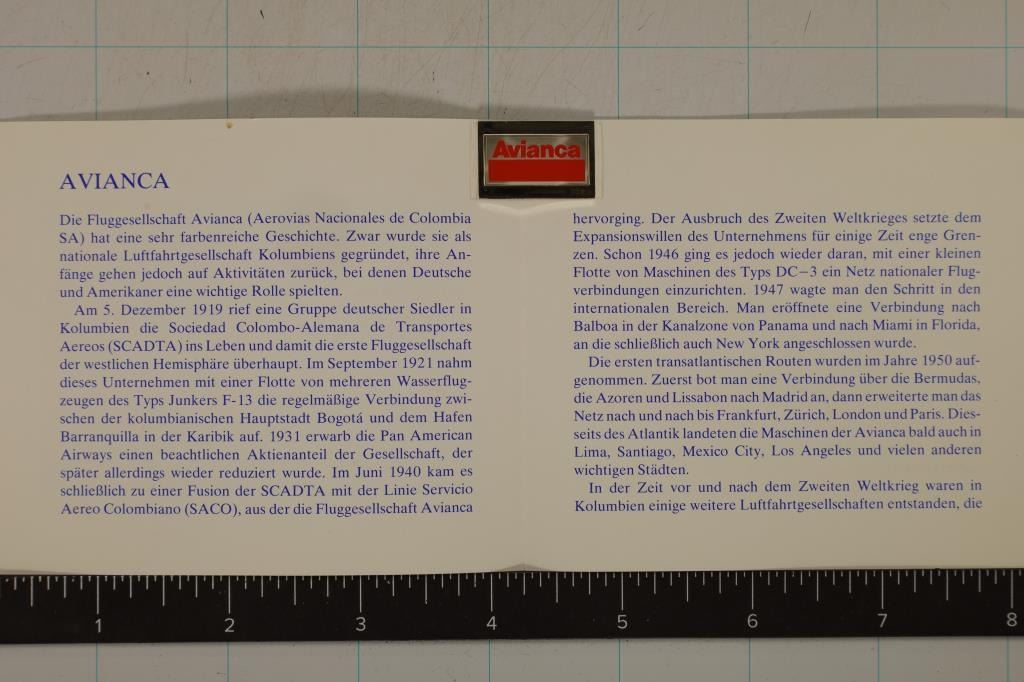 Avianca
AVIANCA
Die Fluggesellschaft Avianca (Aerovias Nacionales de Colombia
SA) hat eine sehr farbenreiche Geschichte. Zwar wurde sie als
nationale Luftfahrtgesellschaft Kolumbiens gegründet, ihre An-
fänge gehen jedoch auf Aktivitäten zurück, bei denen Deutsche
und Amerikaner eine wichtige Rolle spielten.
Am 5. Dezember 1919 rief eine Gruppe deutscher Siedler in
Kolumbien die Sociedad Colombo-Alemana de Transportes
Aereos (SCADTA) ins Leben und damit die erste Fluggesellschaft
der westlichen Hemisphäre überhaupt. Im September 1921 nahm
dieses Unternehmen mit einer Flotte von mehreren Wasserflug-
zeugen des Typs Junkers F-13 die regelmäßige Verbindung zwi-
schen der kolumbianischen Hauptstadt Bogotá und dem Hafen
Barranquilla in der Karibik auf. 1931 erwarb die Pan American
Airways einen beachtlichen Aktienanteil der Gesellschaft, der
später allerdings wieder reduziert wurde. Im Juni 1940 kam es
schließlich zu einer Fusion der SCADTA mit der Linie Servicio
Aereo Colombiano (SACO), aus der die Fluggesellschaft Avianca
hervorging. Der Ausbruch des Zweiten Weltkrieges setzte dem
Expansionswillen des Unternehmens für einige Zeit enge Gren-
zen. Schon 1946 ging es jedoch wieder daran, mit einer kleinen
Flotte von Maschinen des Typs DC-3 ein Netz nationaler Flug-
verbindungen einzurichten. 1947 wagte man den Schritt in den
internationalen Bereich. Man eröffnete eine Verbindung nach
Balboa in der Kanalzone von Panama und nach Miami in Florida,
an die schließlich auch New York angeschlossen wurde.
Die ersten transatlantischen Routen wurden im Jahre 1950 auf-
genommen. Zuerst bot man eine Verbindung über die Bermudas,
die Azoren und Lissabon nach Madrid an, dann erweiterte man das
Netz nach und nach bis Frankfurt, Zürich, London und Paris. Dies-
seits des Atlantik landeten die Maschinen der Avianca bald auch in
Lima, Santiago, Mexico City, Los Angeles und vielen anderen
wichtigen Städten.
In der Zeit vor und nach dem Zweiten Weltkrieg waren in
Kolumbien einige weitere Luftfahrtgesellschaften entstanden, die
1 2 3 4 5 6 7 8